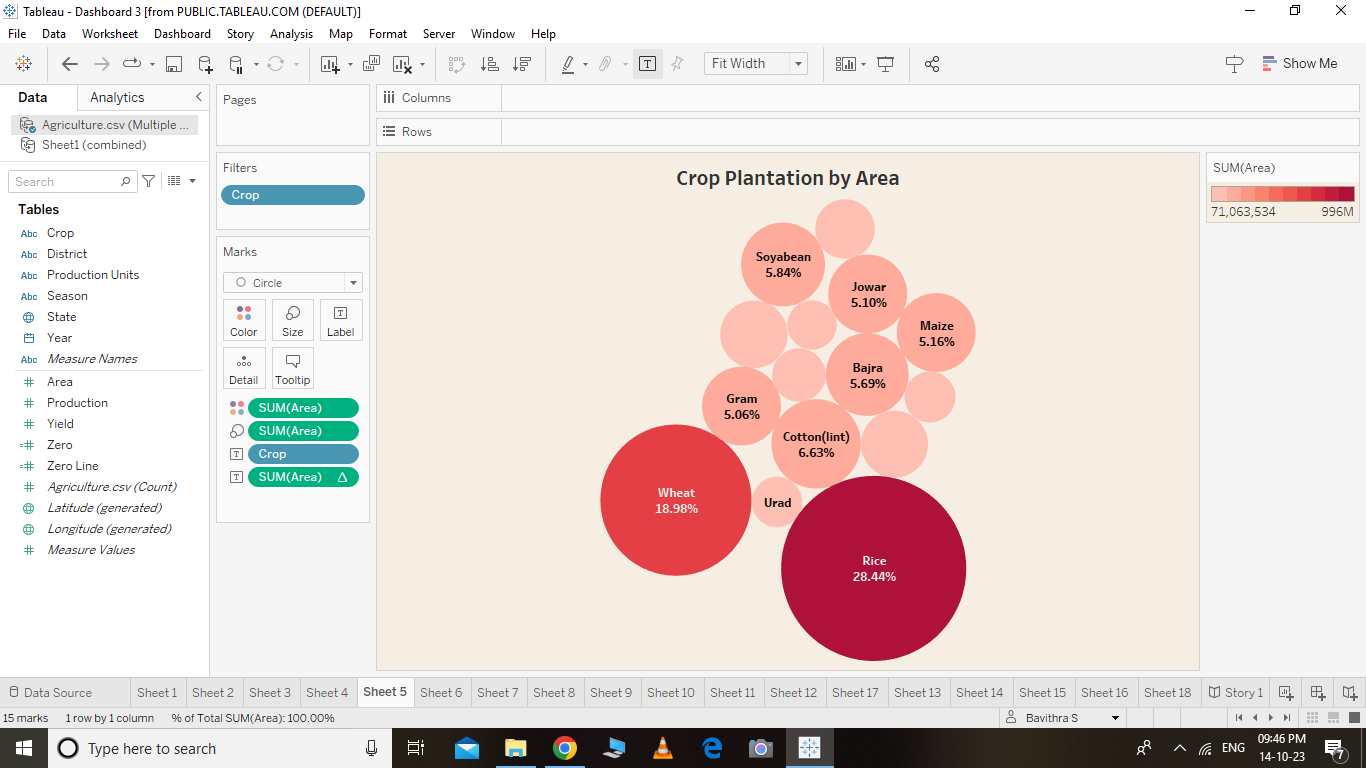 Tableau - Dashboard 3 [from PUBLIC.TABLEAU.COM (DEFAULT)]
File Data Worksheet Dashboard Story Analysis Map Format Server Window Help
Fit Width
Show Me
Data Analytics
Agriculture.csv (Multiple ...
Sheet1 (combined)
Search
Tables
Abc Crop
Abc District
Abc Production Units
Abc Season
State
Year
Abc Measure Names
Area
Production
Yield
Zero
Zero Line
Agriculture.csv (Count)
Latitude (generated)
Longitude (generated)
Measure Values
Pages
Filters
Crop
Marks
Circle
Color Size Label
Detail Tooltip
SUM(Area)
SUM(Area)
Crop
SUM(Area)
Columns
Rows
Crop Plantation by Area
Soyabean
5.84%
Jowar
5.10%
Maize
5.16%
Bajra
5.69%
Gram
5.06%
Cotton(lint)
6.63%
Wheat
18.98%
Urad
Rice
28.44%
SUM(Area)
71,063,534 996M
Data Source Sheet 1 Sheet 2 Sheet 3 Sheet 4 Sheet 5 Sheet 6 Sheet 7 Sheet 8 Sheet 9 Sheet 10 Sheet 11 Sheet 12 Sheet 17 Sheet 13 Sheet 14 Sheet 15 Sheet 16 Sheet 18 Story 1
15 marks 1 row by 1 column % of Total SUM(Area): 100.00% Bavithra S
Type here to search
ENG
09:46 PM
14-10-23
7